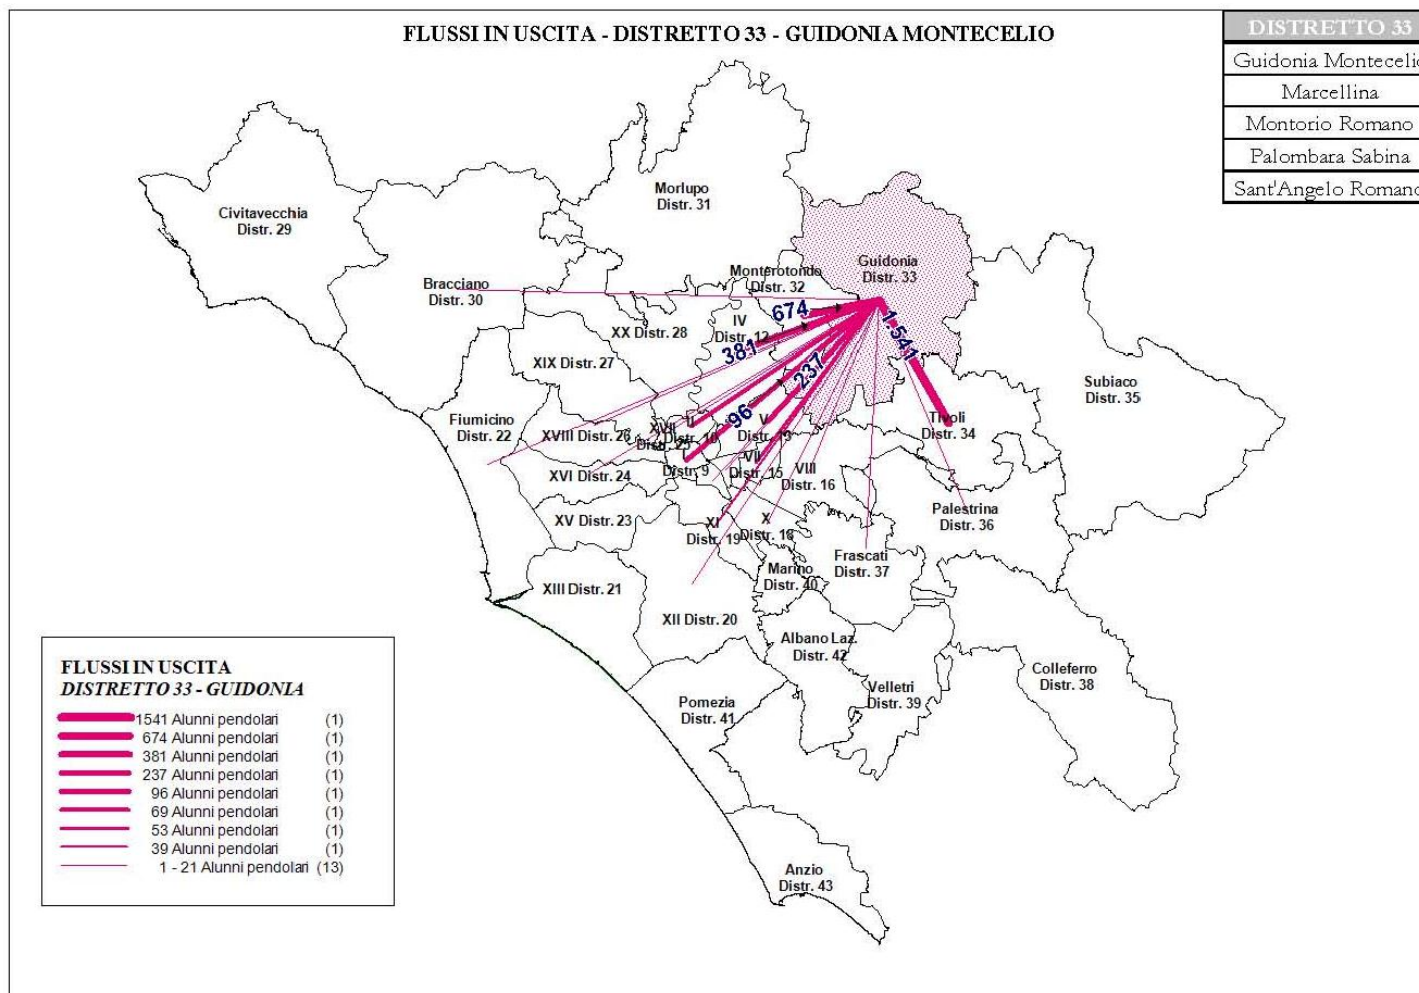 FLUSSI IN USCITA - DISTRETTO 33 - GUIDONIA MONTECELIO
DISTRETTO 33
Guidonia Montecelio
Marcellina
Montorio Romano
Palombara Sabina
Sant'Angelo Romano
Civitavecchia
Distr. 29
Morlupo
Distr. 31
Bracciano
Distr. 30
Monterotondo
Distr. 32
Guidonia
Distr. 33
XX Distr. 28
IV
Distr. 12
674
381
1.541
237
96
XIX Distr. 27
Subiaco
Distr. 35
Fiumicino
Distr. 22
XVIII Distr. 26
XVII
Distr. 25
II
Distr. 10
V
Distr. 13
Tivoli
Distr. 34
XVI Distr. 24
I
Distr. 9
VII
Distr. 15
VIII
Distr. 16
XV Distr. 23
XI
Distr. 19
X
Distr. 18
Palestrina
Distr. 36
Frascati
Distr. 37
Marino
Distr. 40
XIII Distr. 21
XII Distr. 20
Albano Laz.
Distr. 42
Velletri
Distr. 39
Colleferro
Distr. 38
Pomezia
Distr. 41
Anzio
Distr. 43
FLUSSI IN USCITA
DISTRETTO 33 - GUIDONIA
1541 Alunni pendolari (1)
674 Alunni pendolari (1)
381 Alunni pendolari (1)
237 Alunni pendolari (1)
96 Alunni pendolari (1)
69 Alunni pendolari (1)
53 Alunni pendolari (1)
39 Alunni pendolari (1)
1 - 21 Alunni pendolari (13)